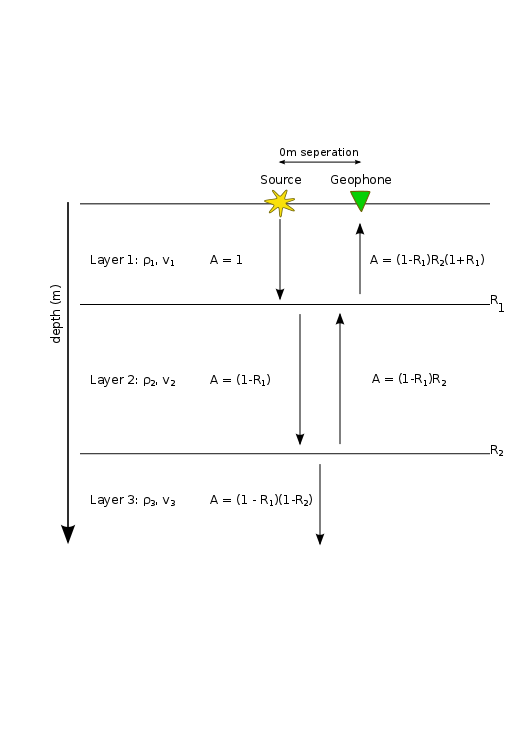 0m seperation
Source Geophone
Layer 1: ρ₁, v₁ A = 1 A = (1-R₁)R₂(1+R₁)
R₁
depth (m)
Layer 2: ρ₂, v₂ A = (1-R₁) A = (1-R₁)R₂
R₂
Layer 3: ρ₃, v₃ A = (1 - R₁)(1-R₂)